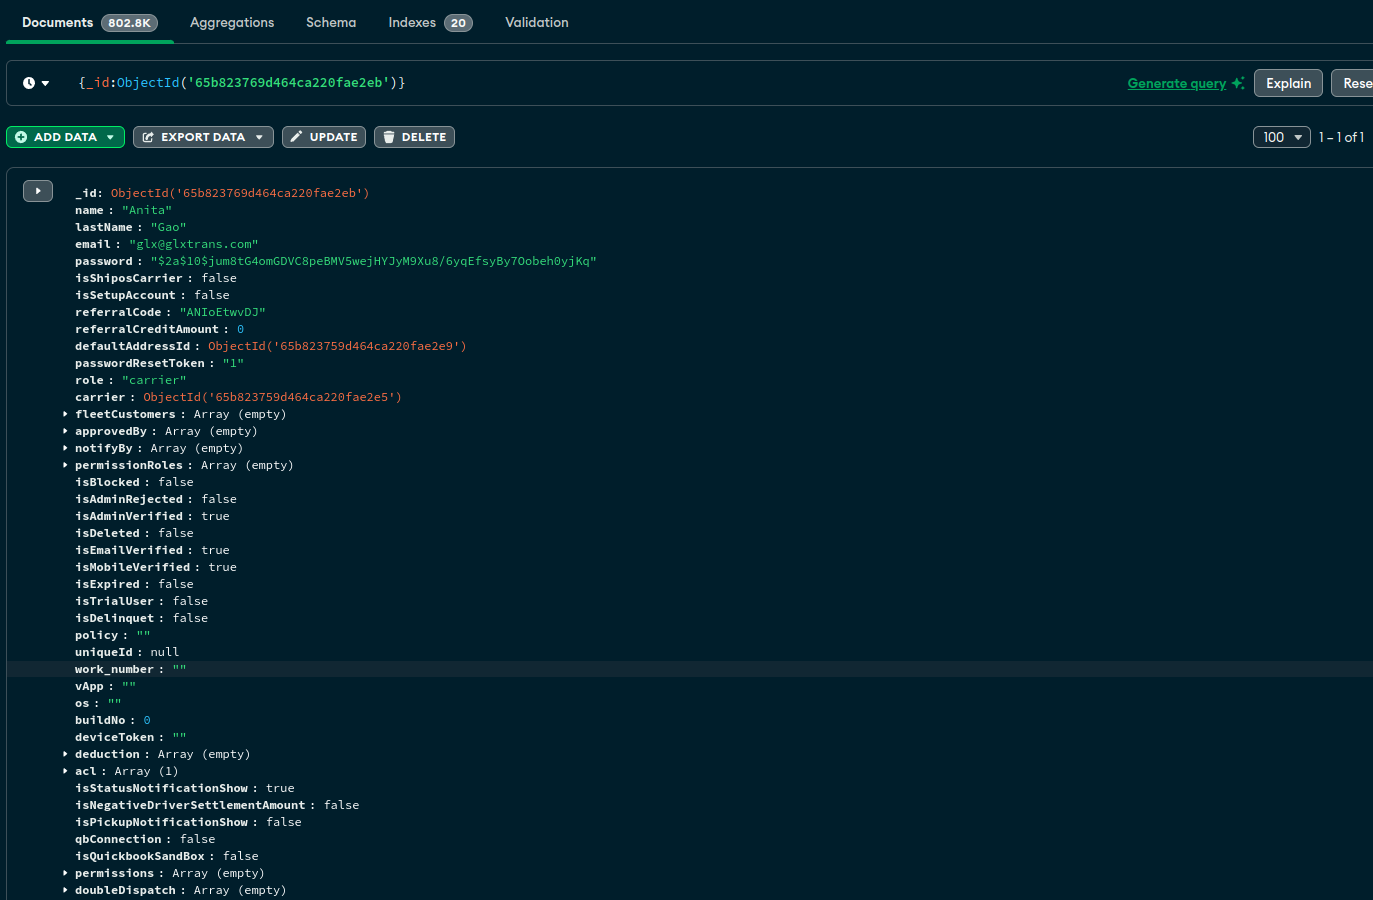 Documents 802.8K Aggregations Schema Indexes 20 Validation
{_id:ObjectId('65b823769d464ca220fae2eb')} Generate query Explain Rese
ADD DATA EXPORT DATA UPDATE DELETE 100 1 – 1 of 1
_id: ObjectId('65b823769d464ca220fae2eb')
name : "Anita"
lastName : "Gao"
email : "glx@glxtrans.com"
password : "$2a$10$jum8tG4omGDVC8peBMV5wejHYJyM9Xu8/6yqEfsyBy7Oobeh0yjKq"
isShiposCarrier : false
isSetupAccount : false
referralCode : "ANIoEtwvDJ"
referralCreditAmount : 0
defaultAddressId : ObjectId('65b823759d464ca220fae2e9')
passwordResetToken : "1"
role : "carrier"
carrier : ObjectId('65b823759d464ca220fae2e5')
fleetCustomers : Array (empty)
approvedBy : Array (empty)
notifyBy : Array (empty)
permissionRoles : Array (empty)
isBlocked : false
isAdminRejected : false
isAdminVerified : true
isDeleted : false
isEmailVerified : true
isMobileVerified : true
isExpired : false
isTrialUser : false
isDelinquet : false
policy : ""
uniqueId : null
work_number : ""
vApp : ""
os : ""
buildNo : 0
deviceToken : ""
deduction : Array (empty)
acl : Array (1)
isStatusNotificationShow : true
isNegativeDriverSettlementAmount : false
isPickupNotificationShow : false
qbConnection : false
isQuickbookSandBox : false
permissions : Array (empty)
doubleDispatch : Array (empty)